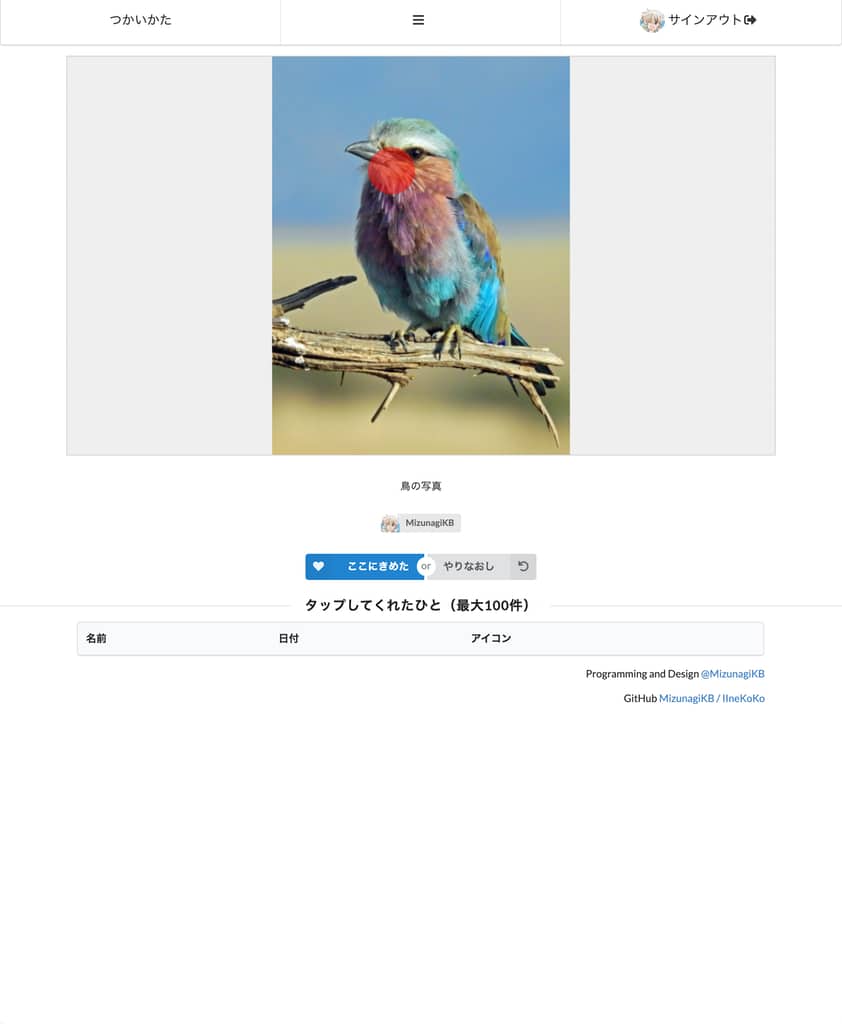 つかいかた
サインアウト
鳥の写真
MizunagiKB
ここにきめた or やりなおし
タップしてくれたひと（最大100件）
名前 日付 アイコン
Programming and Design @MizunagiKB
GitHub MizunagiKB / IIneKoKo